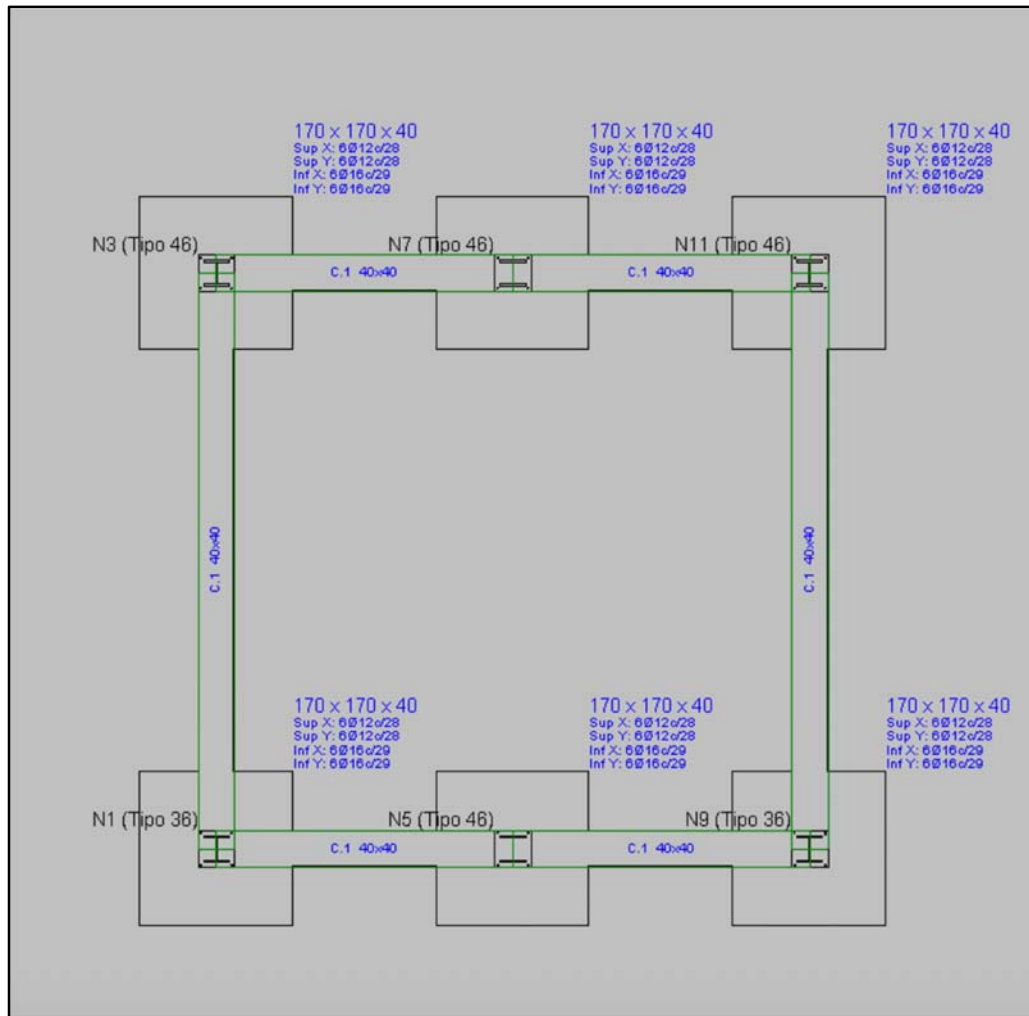 170 x 170 x 40
Sup X: 6Ø12c/28
Sup Y: 6Ø12c/28
Inf X: 6Ø16c/29
Inf Y: 6Ø16c/29
170 x 170 x 40
Sup X: 6Ø12c/28
Sup Y: 6Ø12c/28
Inf X: 6Ø16c/29
Inf Y: 6Ø16c/29
170 x 170 x 40
Sup X: 6Ø12c/28
Sup Y: 6Ø12c/28
Inf X: 6Ø16c/29
Inf Y: 6Ø16c/29
N3 (Tipo 46)
N7 (Tipo 46)
N11 (Tipo 46)
C.1 40x40
C.1 40x40
C.1 40x40
C.1 40x40
170 x 170 x 40
Sup X: 6Ø12c/28
Sup Y: 6Ø12c/28
Inf X: 6Ø16c/29
Inf Y: 6Ø16c/29
170 x 170 x 40
Sup X: 6Ø12c/28
Sup Y: 6Ø12c/28
Inf X: 6Ø16c/29
Inf Y: 6Ø16c/29
170 x 170 x 40
Sup X: 6Ø12c/28
Sup Y: 6Ø12c/28
Inf X: 6Ø16c/29
Inf Y: 6Ø16c/29
N1 (Tipo 36)
N5 (Tipo 46)
N9 (Tipo 36)
C.1 40x40
C.1 40x40